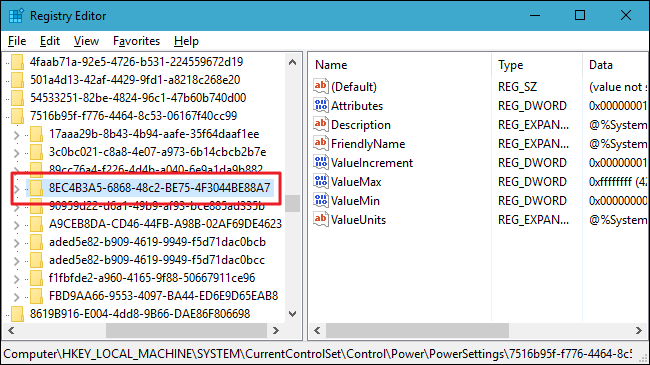 Registry Editor
File Edit View Favorites Help
4faab71a-92e5-4726-b531-224559672d19
501a4d13-42af-4429-9fd1-a8218c268e20
54533251-82be-4824-96c1-47b60b740d00
7516b95f-f776-4464-8c53-06167f40cc99
17aaa29b-8b43-4b94-aafe-35f64daaf1ee
3c0bc021-c8a8-4e07-a973-6b14cbcb2b7e
89cc76a4-f226-4d4b-a040-6e9a1da9b882
8EC4B3A5-6868-48c2-BE75-4F3044BE88A7
90959d22-d6a1-49b9-af93-bce885ad335b
A9CEB8DA-CD46-44FB-A98B-02AF69DE4623
aded5e82-b909-4619-9949-f5d71dac0bcb
aded5e82-b909-4619-9949-f5d71dac0bcc
f1fbfde2-a960-4165-9f88-50667911ce96
FBD9AA66-9553-4097-BA44-ED6E9D65EAB8
8619B916-E004-4dd8-9B66-DAE86F806698
Name Type Data
(Default) REG_SZ (value not s
Attributes REG_DWORD 0x00000001
Description REG_EXPAN... @%System
FriendlyName REG_EXPAN... @%System
ValueIncrement REG_DWORD 0x00000001
ValueMax REG_DWORD 0xffffffff (42
ValueMin REG_DWORD 0x00000000
ValueUnits REG_EXPAN... @%System
Computer\HKEY_LOCAL_MACHINE\SYSTEM\CurrentControlSet\Control\Power\PowerSettings\7516b95f-f776-4464-8c5